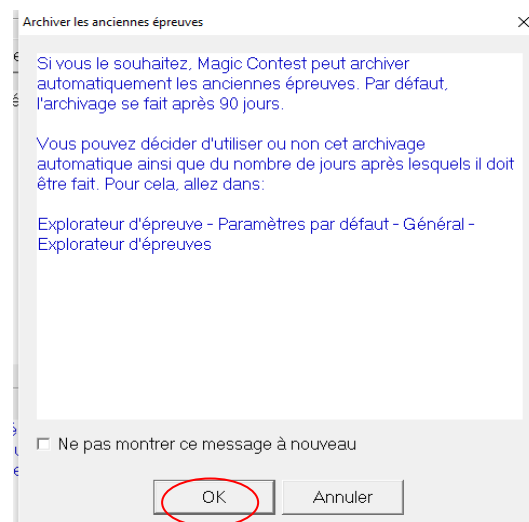 Archiver les anciennes épreuves
Si vous le souhaitez, Magic Contest peut archiver
automatiquement les anciennes épreuves. Par défaut,
l'archivage se fait après 90 jours.
Vous pouvez décider d'utiliser ou non cet archivage
automatique ainsi que du nombre de jours après lesquels il doit
être fait. Pour cela, allez dans:
Explorateur d'épreuve - Paramètres par défaut - Général -
Explorateur d'épreuves
Ne pas montrer ce message à nouveau
OK
Annuler